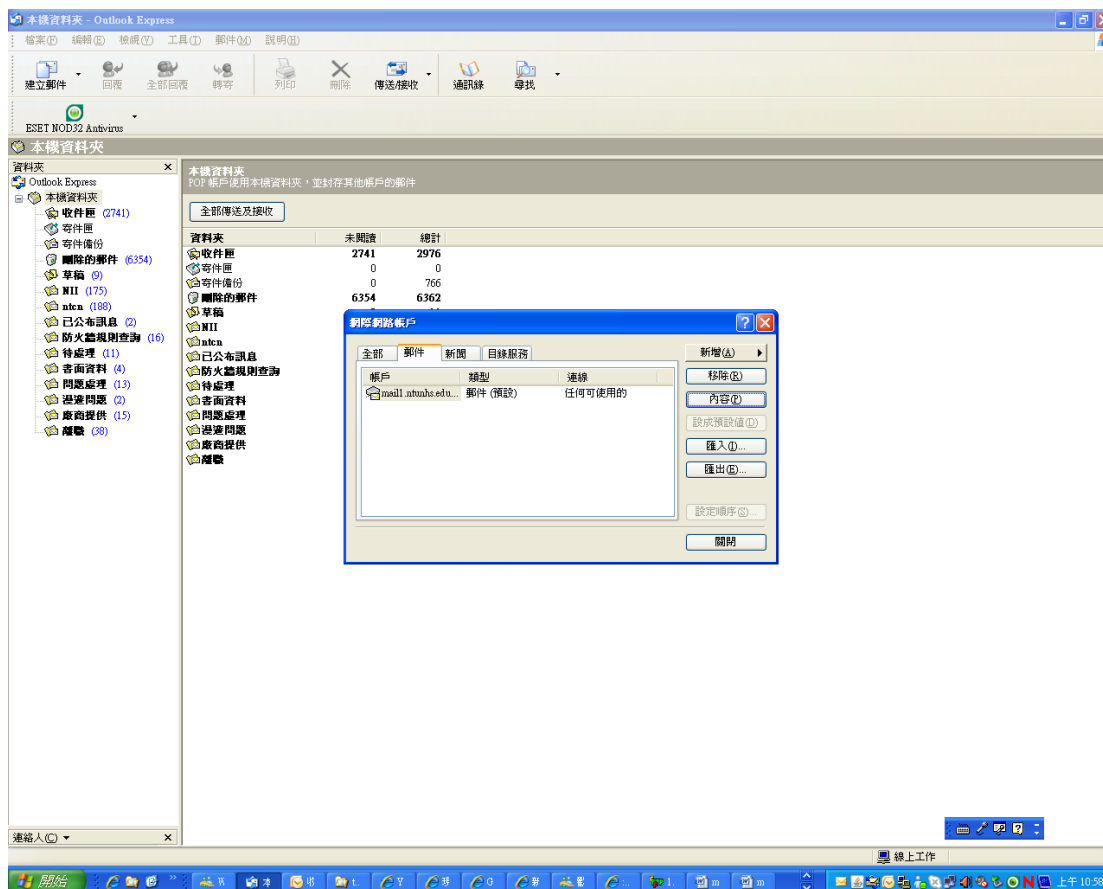 本機資料夾 - Outlook Express
檔案(F) 編輯(E) 檢視(V) 工具(I) 郵件(M) 說明(H)
建立郵件 回覆 全部回覆 轉寄 列印 刪除 傳送/接收 通訊錄 尋找
ESET NOD32 Antivirus
本機資料夾
資料夾 ×
Outlook Express
本機資料夾
收件匣 (2741)
寄件匣
寄件備份
刪除的郵件 (6354)
草稿 (9)
NII (175)
ntcn (188)
已公布訊息 (2)
防火牆規則查詢 (16)
待處理 (11)
書面資料 (4)
問題處理 (13)
漫遊問題 (2)
廠商提供 (15)
離職 (38)
連絡人(C) ×
本機資料夾
POP 帳戶使用本機資料夾,並封存其他帳戶的郵件
全部傳送及接收
資料夾 未閱讀 總計
收件匣 2741 2976
寄件匣 0 0
寄件備份 0 766
刪除的郵件 6354 6362
草稿
NII
ntcn
已公布訊息
防火牆規則查詢
待處理
書面資料
問題處理
漫遊問題
廠商提供
離職
網際網路帳戶
全部 郵件 新聞 目錄服務
帳戶 類型 連線
mail1.ntunhs.edu... 郵件 (預設) 任何可使用的
新增(A)
移除(R)
內容(P)
設成預設值(D)
匯入(I)...
匯出(E)...
設定順序(S)...
關閉
線上工作
開始
上午 10:58